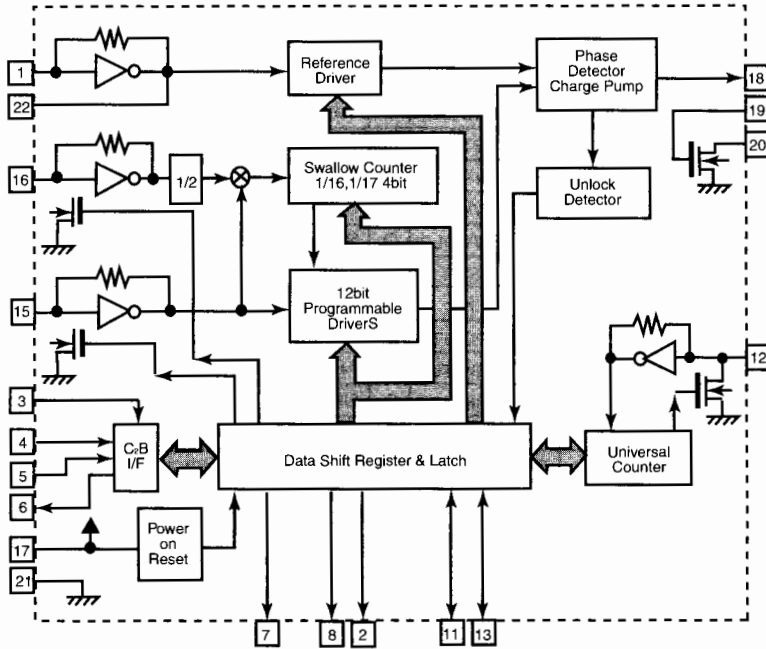 1
Reference
Driver
Phase
Detector
Charge Pump
18
22
19
20
16
1/2
Swallow Counter
1/16,1/17 4bit
Unlock
Detector
15
12bit
Programmable
DriverS
12
3
4
C₂B
I/F
5
6
Data Shift Register & Latch
Universal
Counter
17
Power
on
Reset
21
7
8
2
11
13